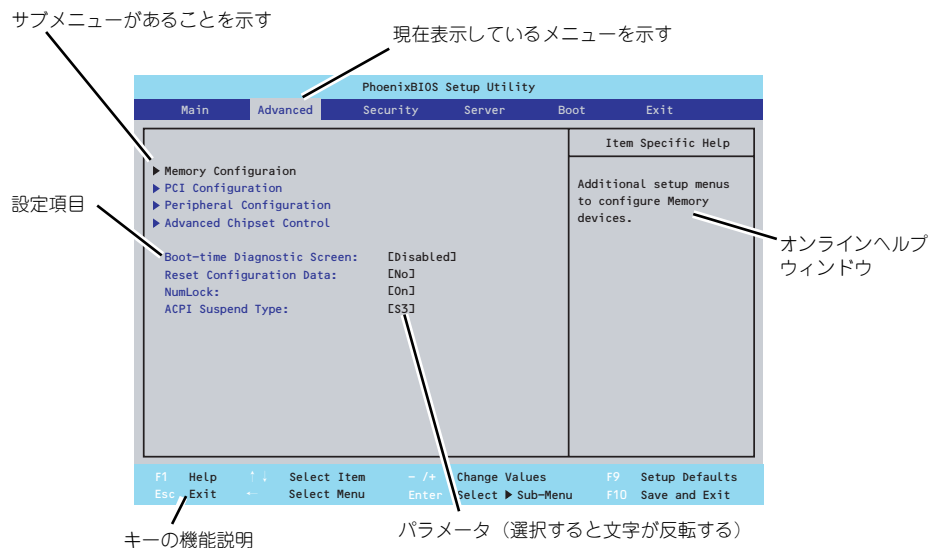 サブメニューがあることを示す
現在表示しているメニューを示す
PhoenixBIOS Setup Utility
Main Advanced Security Server Boot Exit
Item Specific Help
▶ Memory Configuraion
▶ PCI Configuration
▶ Peripheral Configuration
▶ Advanced Chipset Control
Additional setup menus
to configure Memory
devices.
設定項目
オンラインヘルプ
ウィンドウ
Boot-time Diagnostic Screen: [Disabled]
Reset Configuration Data: [No]
NumLock: [On]
ACPI Suspend Type: [S3]
F1 Help ↑↓ Select Item - /+ Change Values F9 Setup Defaults
Esc Exit ← Select Menu Enter Select ▶ Sub-Menu F10 Save and Exit
キーの機能説明
パラメータ（選択すると文字が反転する）